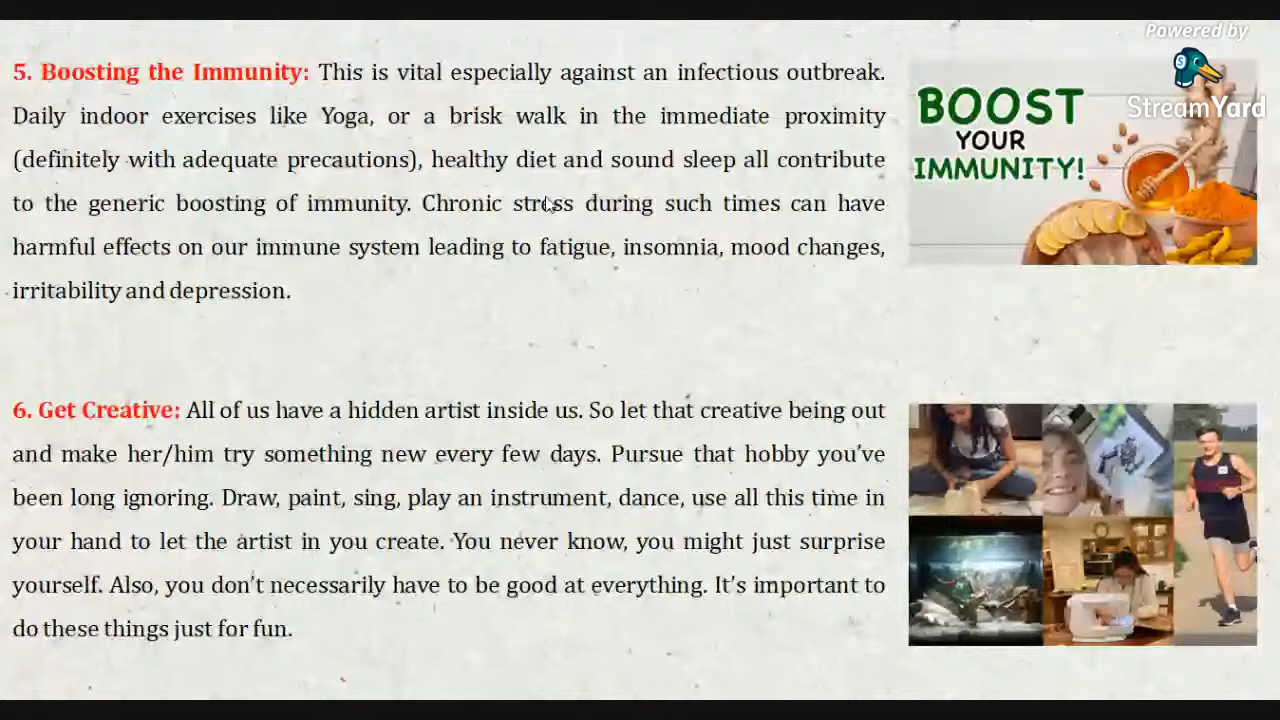 Powered by
StreamYard
5. Boosting the Immunity: This is vital especially against an infectious outbreak.
Daily indoor exercises like Yoga, or a brisk walk in the immediate proximity
(definitely with adequate precautions), healthy diet and sound sleep all contribute
to the generic boosting of immunity. Chronic stress during such times can have
harmful effects on our immune system leading to fatigue, insomnia, mood changes,
irritability and depression.
BOOST
YOUR
IMMUNITY!
6. Get Creative: All of us have a hidden artist inside us. So let that creative being out
and make her/him try something new every few days. Pursue that hobby you've
been long ignoring. Draw, paint, sing, play an instrument, dance, use all this time in
your hand to let the artist in you create. You never know, you might just surprise
yourself. Also, you don't necessarily have to be good at everything. It's important to
do these things just for fun.